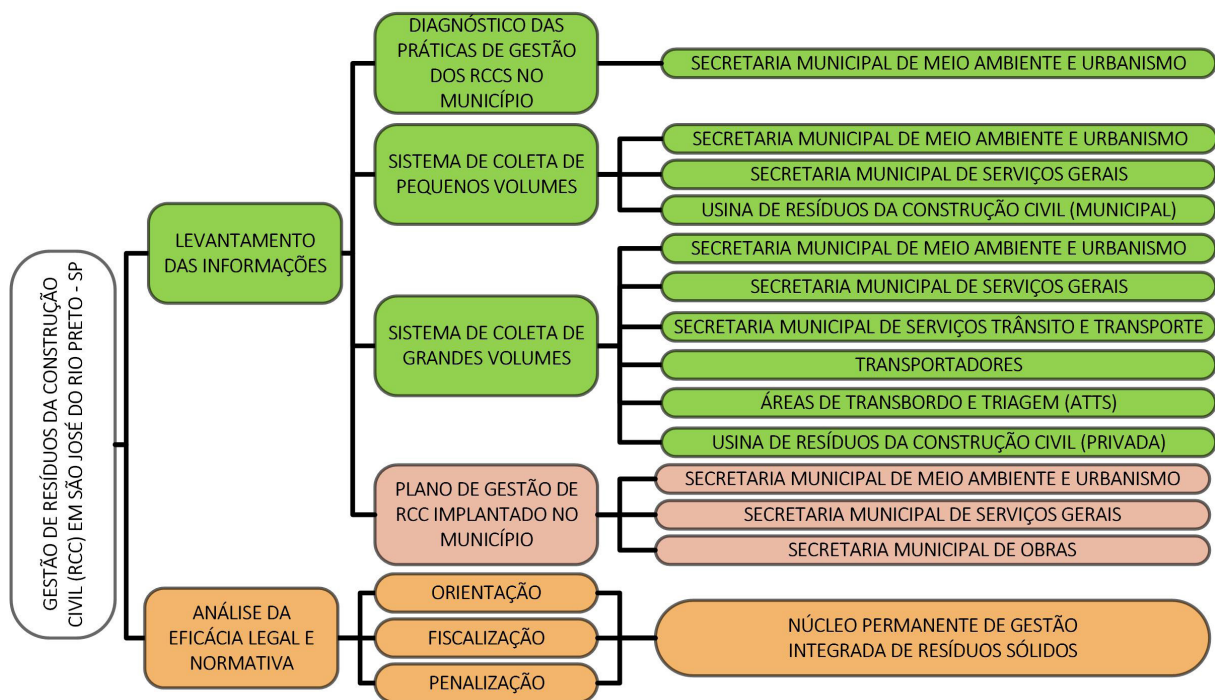 GESTÃO DE RESÍDUOS DA CONSTRUÇÃO
CIVIL (RCC) EM SÃO JOSÉ DO RIO PRETO - SP
LEVANTAMENTO
DAS INFORMAÇÕES
DIAGNÓSTICO DAS
PRÁTICAS DE GESTÃO
DOS RCCS NO
MUNICÍPIO
SECRETARIA MUNICIPAL DE MEIO AMBIENTE E URBANISMO
SISTEMA DE COLETA DE
PEQUENOS VOLUMES
SECRETARIA MUNICIPAL DE MEIO AMBIENTE E URBANISMO
SECRETARIA MUNICIPAL DE SERVIÇOS GERAIS
USINA DE RESÍDUOS DA CONSTRUÇÃO CIVIL (MUNICIPAL)
SISTEMA DE COLETA DE
GRANDES VOLUMES
SECRETARIA MUNICIPAL DE MEIO AMBIENTE E URBANISMO
SECRETARIA MUNICIPAL DE SERVIÇOS GERAIS
SECRETARIA MUNICIPAL DE SERVIÇOS TRÂNSITO E TRANSPORTE
TRANSPORTADORES
ÁREAS DE TRANSBORDO E TRIAGEM (ATTS)
USINA DE RESÍDUOS DA CONSTRUÇÃO CIVIL (PRIVADA)
PLANO DE GESTÃO DE
RCC IMPLANTADO NO
MUNICÍPIO
SECRETARIA MUNICIPAL DE MEIO AMBIENTE E URBANISMO
SECRETARIA MUNICIPAL DE SERVIÇOS GERAIS
SECRETARIA MUNICIPAL DE OBRAS
ANÁLISE DA
EFICÁCIA LEGAL E
NORMATIVA
ORIENTAÇÃO
FISCALIZAÇÃO
PENALIZAÇÃO
NÚCLEO PERMANENTE DE GESTÃO
INTEGRADA DE RESÍDUOS SÓLIDOS